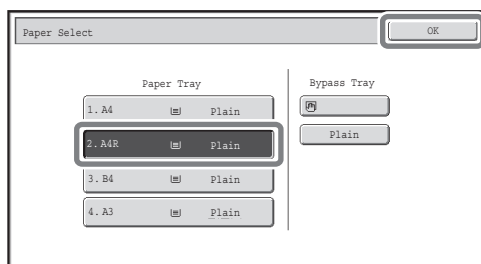 Paper Select
OK
Paper Tray
Bypass Tray
1. A4 Plain
2. A4R Plain
Plain
3. B4 Plain
4. A3 Plain